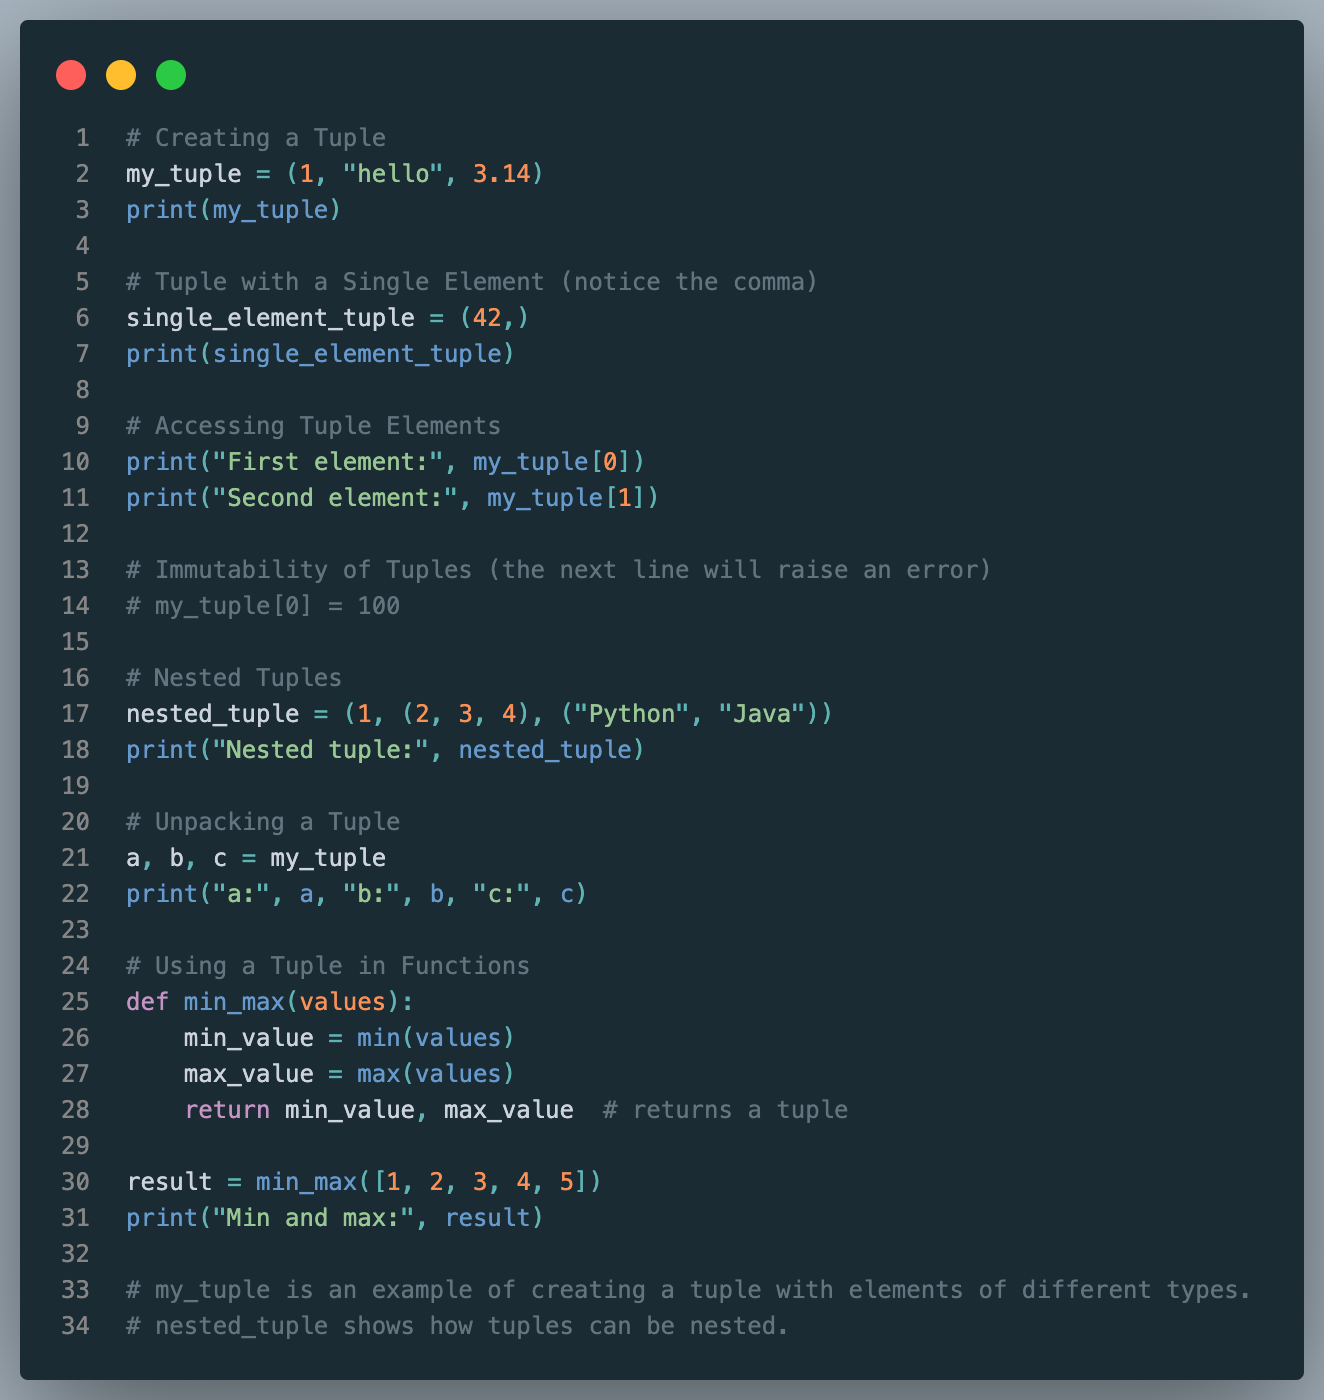 1 # Creating a Tuple
2 my_tuple = (1, "hello", 3.14)
3 print(my_tuple)
4
5 # Tuple with a Single Element (notice the comma)
6 single_element_tuple = (42,)
7 print(single_element_tuple)
8
9 # Accessing Tuple Elements
10 print("First element:", my_tuple[0])
11 print("Second element:", my_tuple[1])
12
13 # Immutability of Tuples (the next line will raise an error)
14 # my_tuple[0] = 100
15
16 # Nested Tuples
17 nested_tuple = (1, (2, 3, 4), ("Python", "Java"))
18 print("Nested tuple:", nested_tuple)
19
20 # Unpacking a Tuple
21 a, b, c = my_tuple
22 print("a:", a, "b:", b, "c:", c)
23
24 # Using a Tuple in Functions
25 def min_max(values):
26     min_value = min(values)
27     max_value = max(values)
28     return min_value, max_value  # returns a tuple
29
30 result = min_max([1, 2, 3, 4, 5])
31 print("Min and max:", result)
32
33 # my_tuple is an example of creating a tuple with elements of different types.
34 # nested_tuple shows how tuples can be nested.